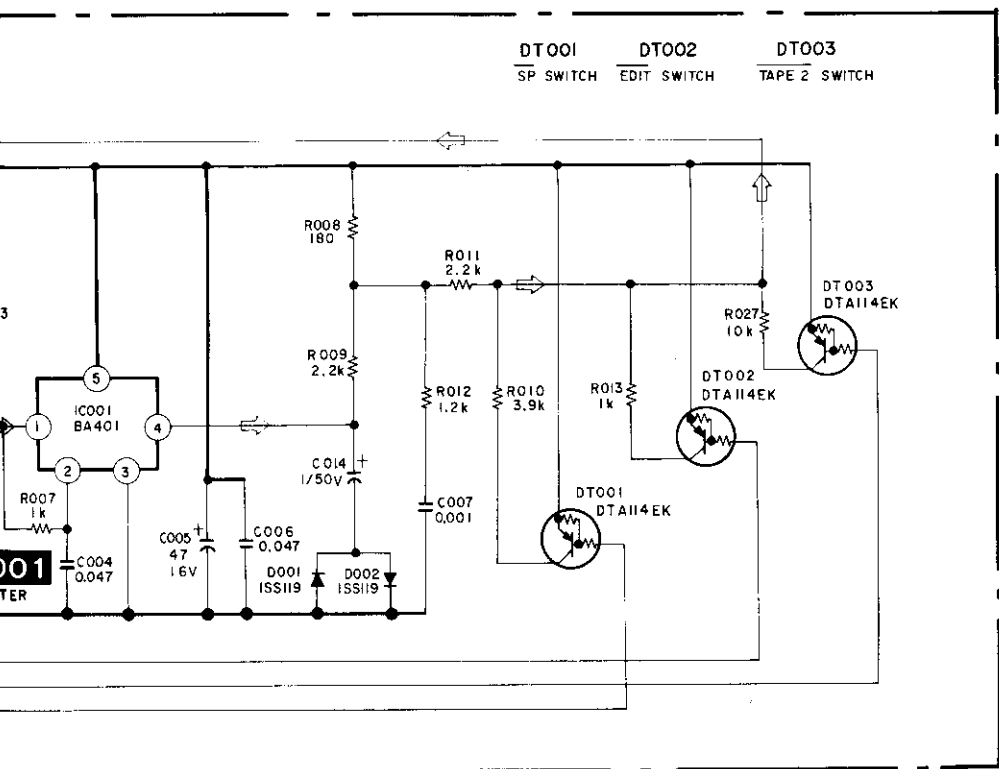 DT001 DT002 DT003
SP SWITCH EDIT SWITCH TAPE 2 SWITCH
R008
180
R011
2.2k
3
DT003
DTA114EK
R027
10k
R009
2.2k
5
IC001
BA401
1
4
2
3
R012
1.2k
R010
3.9k
R013
1k
DT002
DTA114EK
C014 +
1/50V
R007
1k
C007
0.001
DT001
DTA114EK
C005 +
47
16V
C006
0.047
001
TER
C004
0.047
D001
1SS119
D002
1SS119